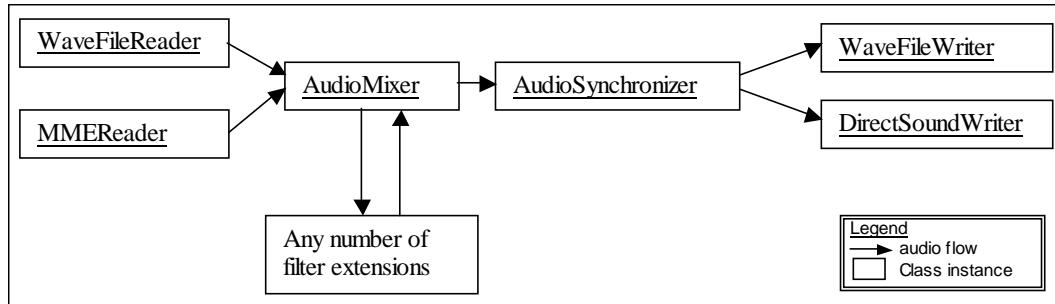 WaveFileReader
WaveFileWriter
AudioMixer
AudioSynchronizer
MMEReader
DirectSoundWriter
Any number of
filter extensions
Legend
audio flow
Class instance